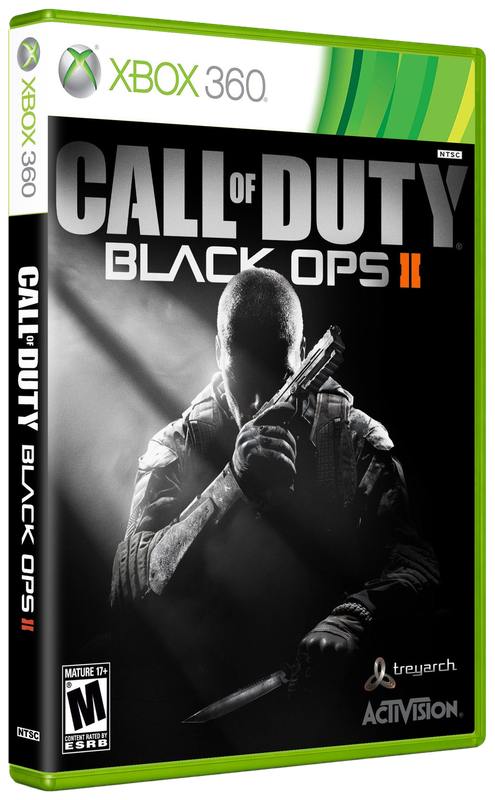 XBOX 360
XBOX 360.
NTSC
CALL OF DUTY
BLACK OPS II
CALL OF DUTY BLACK OPS II
MATURE 17+
M
CONTENT RATED BY
ESRB
treyarch
ACTIVISION.
NTSC